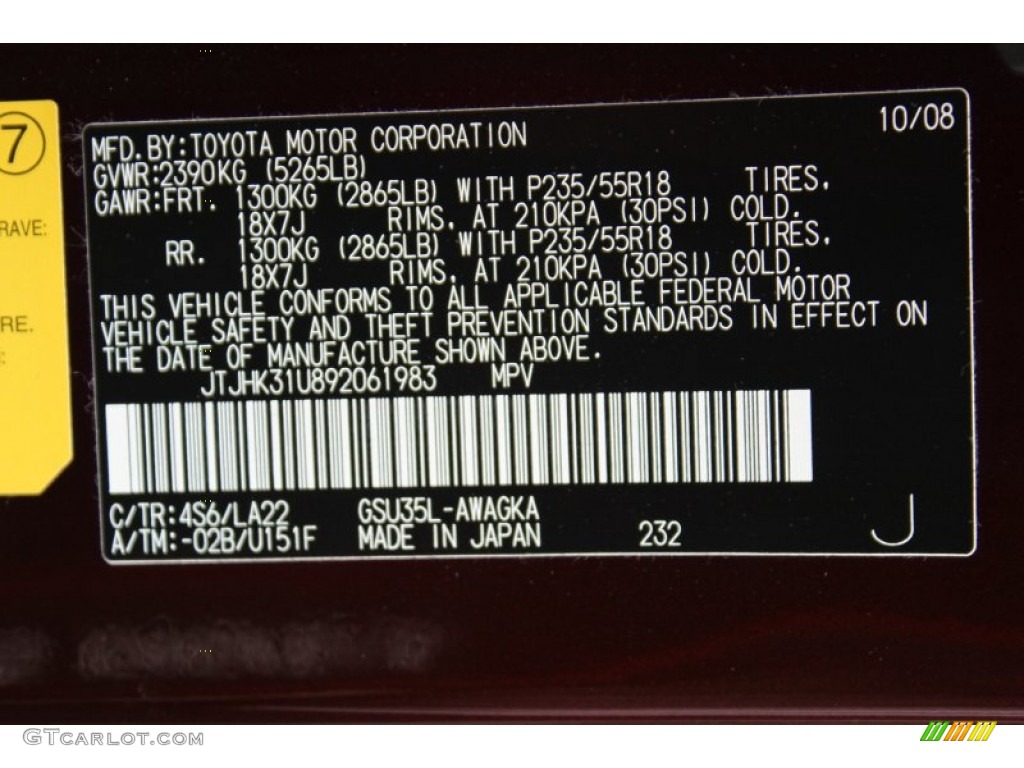 7
RAVE:
RE.
10/08
MFD.BY:TOYOTA MOTOR CORPORATION
GVWR:2390KG (5265LB)
GAWR:FRT. 1300KG (2865LB) WITH P235/55R18 TIRES.
18X7J RIMS. AT 210KPA (30PSI) COLD.
RR. 1300KG (2865LB) WITH P235/55R18 TIRES.
18X7J RIMS. AT 210KPA (30PSI) COLD.
THIS VEHICLE CONFORMS TO ALL APPLICABLE FEDERAL MOTOR
VEHICLE SAFETY AND THEFT PREVENTION STANDARDS IN EFFECT ON
THE DATE OF MANUFACTURE SHOWN ABOVE.
JTJHK31U892061983 MPV
C/TR:4S6/LA22 GSU35L-AWAGKA
A/TM:-02B/U151F MADE IN JAPAN 232 J
GTCARLOT.COM